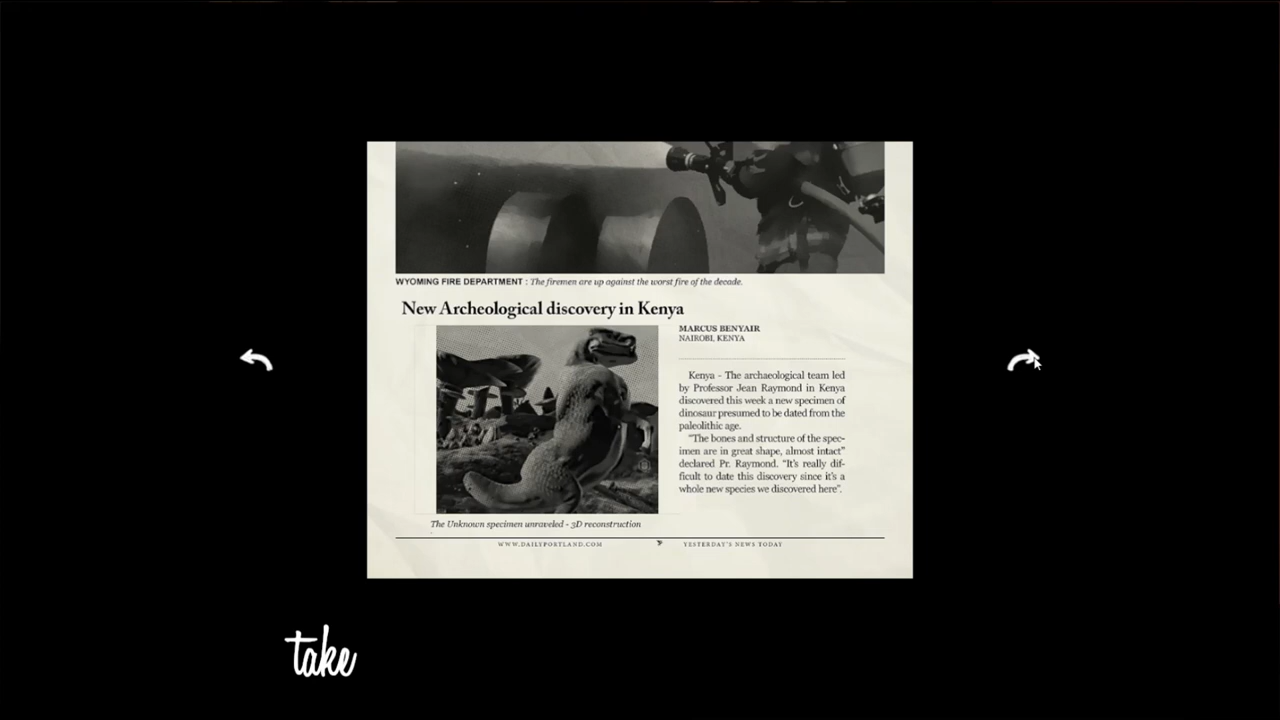 WYOMING FIRE DEPARTMENT : The firemen are up against the worst fire of the decade.
New Archeological discovery in Kenya
MARCUS BENYAIR
NAIROBI, KENYA
Kenya - The archaeological team led
by Professor Jean Raymond in Kenya
discovered this week a new specimen of
dinosaur presumed to be dated from the
paleolithic age.
"The bones and structure of the spec-
imen are in great shape, almost intact"
declared Pr. Raymond. "It's really dif-
ficult to date this discovery since it's a
whole new species we discovered here".
The Unknown specimen unraveled - 3D reconstruction
WWW.DAILYPORTLAND.COM
YESTERDAY'S NEWS TODAY
take